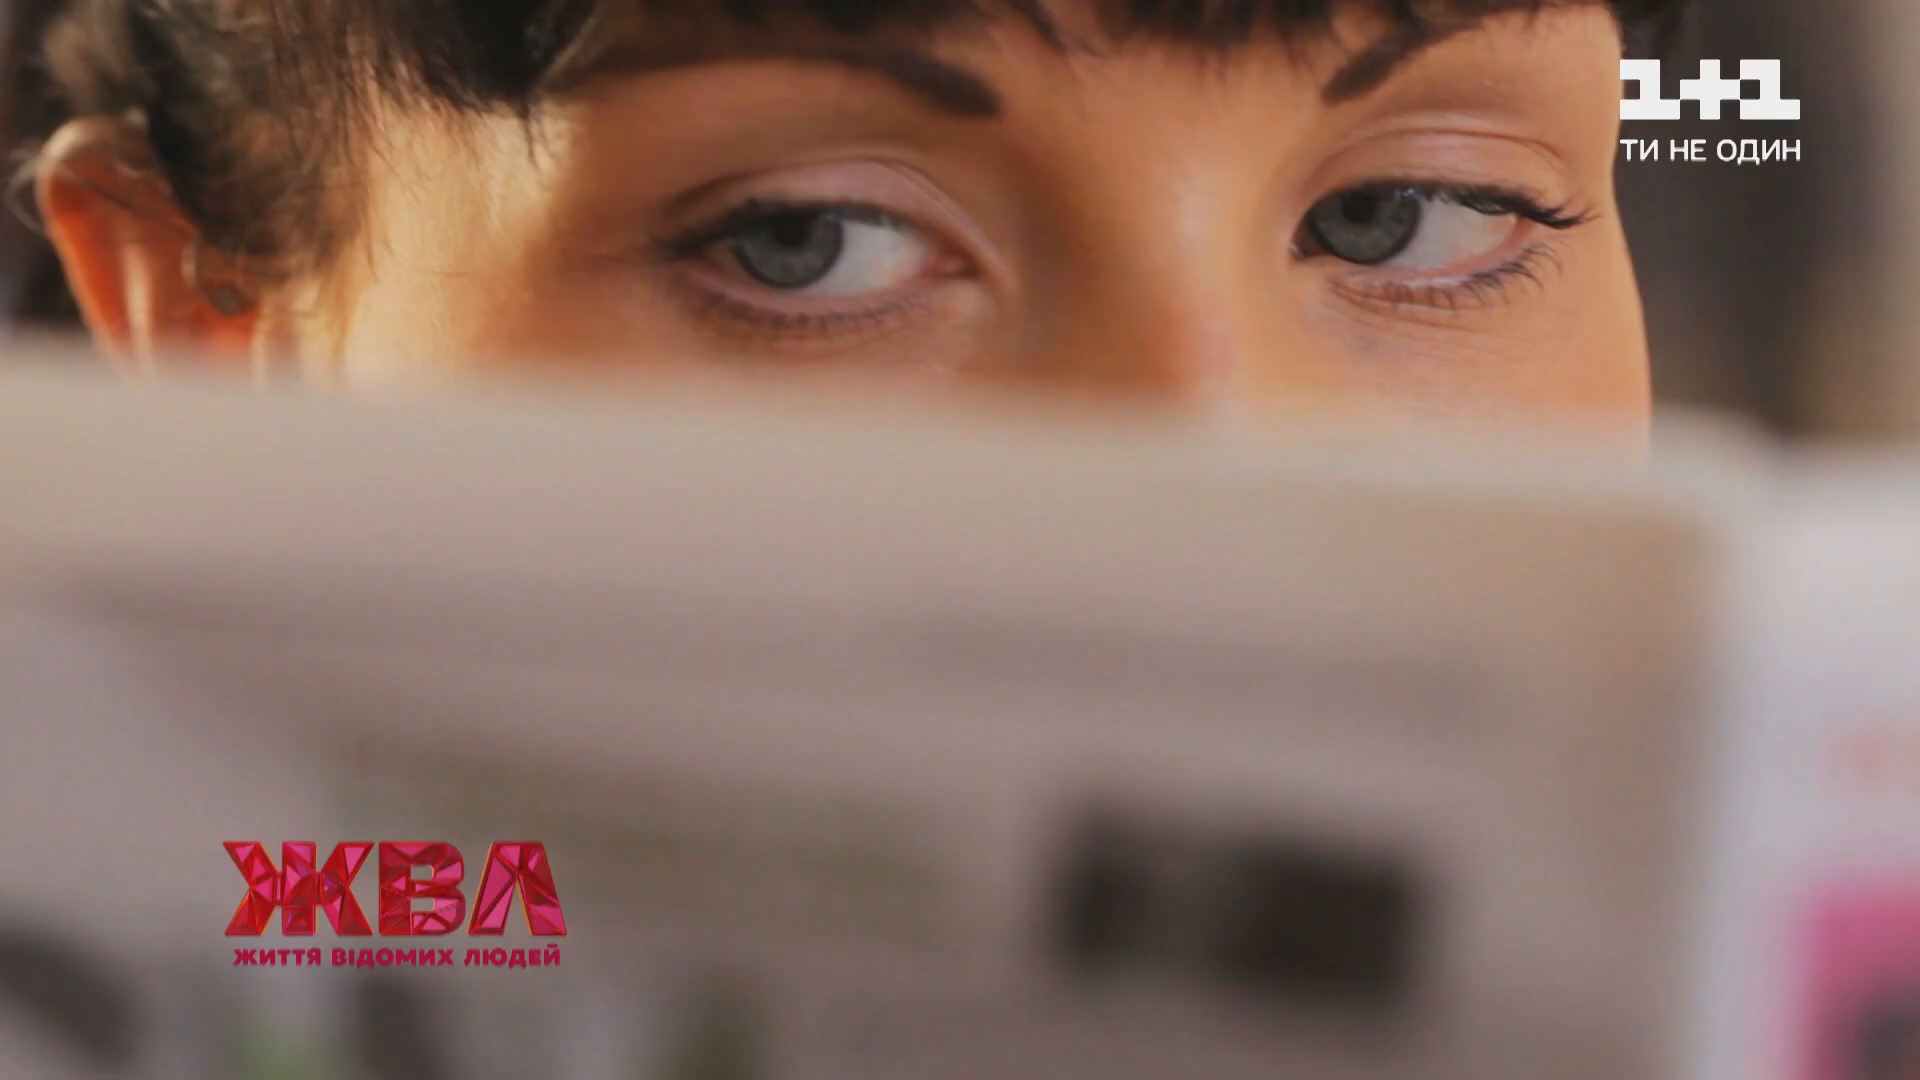 1+1
ТИ НЕ ОДИН
ЖВЛ
ЖИТТЯ ВІДОМИХ ЛЮДЕЙ